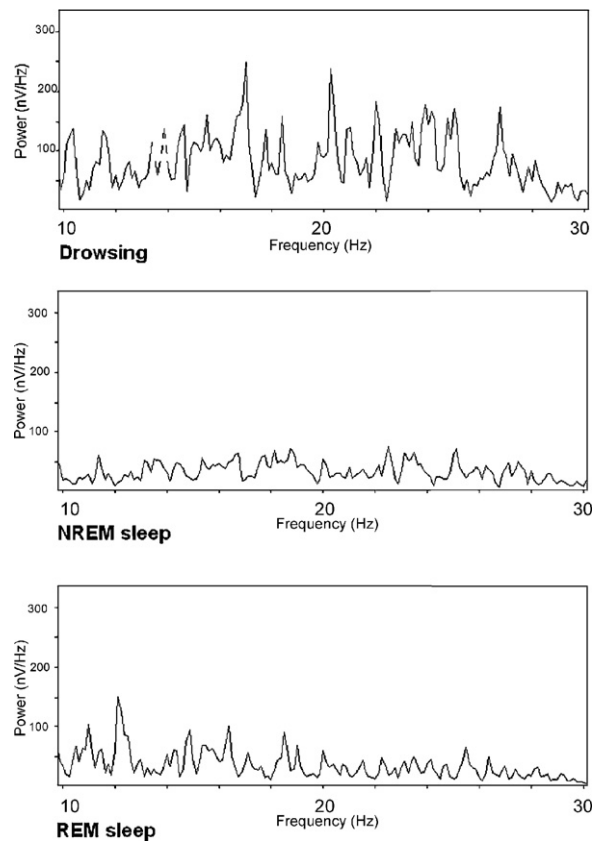 300
200
100
Power (nV/Hz)
10 20 30
Frequency (Hz)
Drowsing
300
200
100
Power (nV/Hz)
10 20 30
Frequency (Hz)
NREM sleep
300
200
100
Power (nV/Hz)
10 20 30
Frequency (Hz)
REM sleep